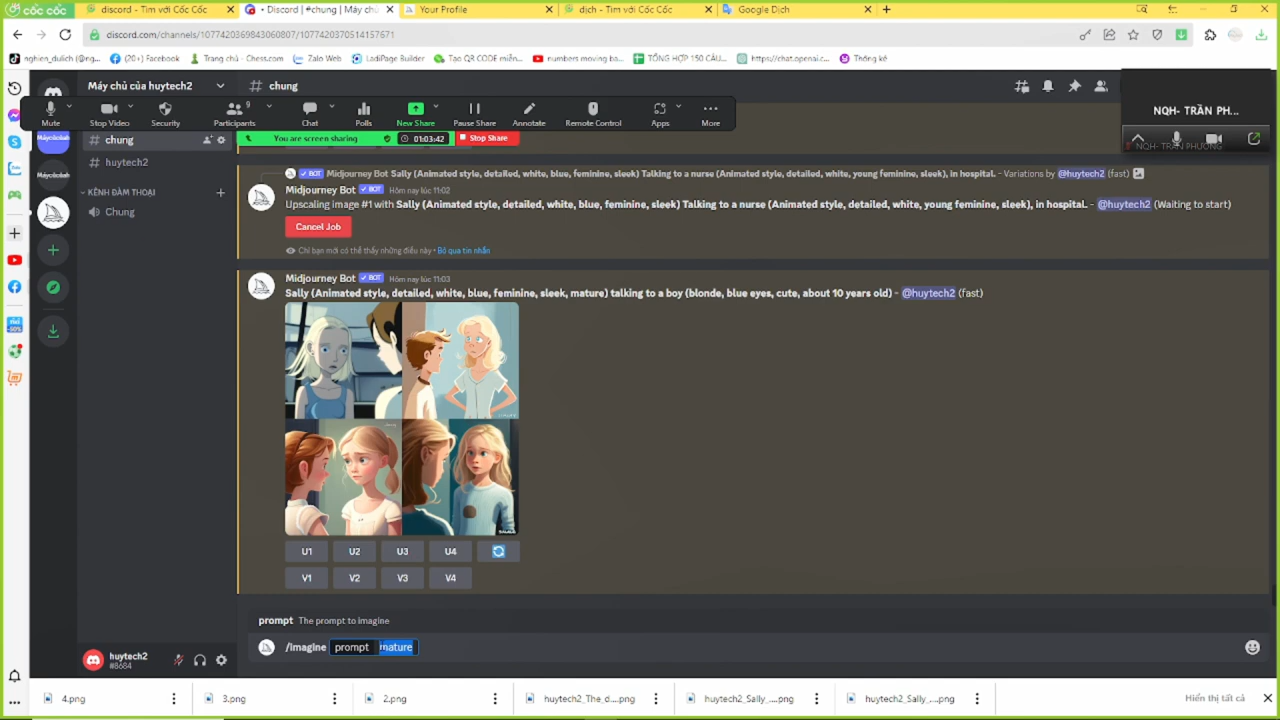 cốc cốc
discord - Tìm với Cốc Cốc
• Discord | #chung | Máy chủ
Your Profile
dịch - Tìm với Cốc Cốc
Google Dịch
discord.com/channels/1077420369843060807/1077420370514157671
nghien_dulich (@ng...
(20+) Facebook
Trang chủ · Chess.com
Zalo Web
LadiPage Builder
Tạo QR CODE miễn...
numbers moving ba...
TỔNG HỢP 150 CÂU...
https://chat.openai.c...
Thống kê
Máy chủ của huytech2
chung
NQH- TRẦN PH...
Mute
Stop Video
Security
Participants
9
Chat
Polls
New Share
Pause Share
Annotate
Remote Control
Apps
More
You are screen sharing
01:03:42
Stop Share
NQH- TRẦN PHƯƠNG
chung
huytech2
KÊNH ĐÀM THOẠI
Chung
BOT Midjourney Bot Sally (Animated style, detailed, white, blue, feminine, sleek) Talking to a nurse (Animated style, detailed, white, young feminine, sleek), in hospital. - Variations by @huytech2 (fast)
Midjourney Bot BOT Hôm nay lúc 11:02
Upscaling image #1 with Sally (Animated style, detailed, white, blue, feminine, sleek) Talking to a nurse (Animated style, detailed, white, young feminine, sleek), in hospital. - @huytech2 (Waiting to start)
Cancel Job
Chỉ bạn mới có thể thấy những điều này • Bỏ qua tin nhắn
Midjourney Bot BOT Hôm nay lúc 11:03
Sally (Animated style, detailed, white, blue, feminine, sleek, mature) talking to a boy (blonde, blue eyes, cute, about 10 years old) - @huytech2 (fast)
U1 U2 U3 U4
V1 V2 V3 V4
prompt The prompt to imagine
/imagine prompt mature
huytech2
#8684
4.png
3.png
2.png
huytech2_The_d....png
huytech2_Sally_....png
huytech2_Sally_....png
Hiển thị tất cả